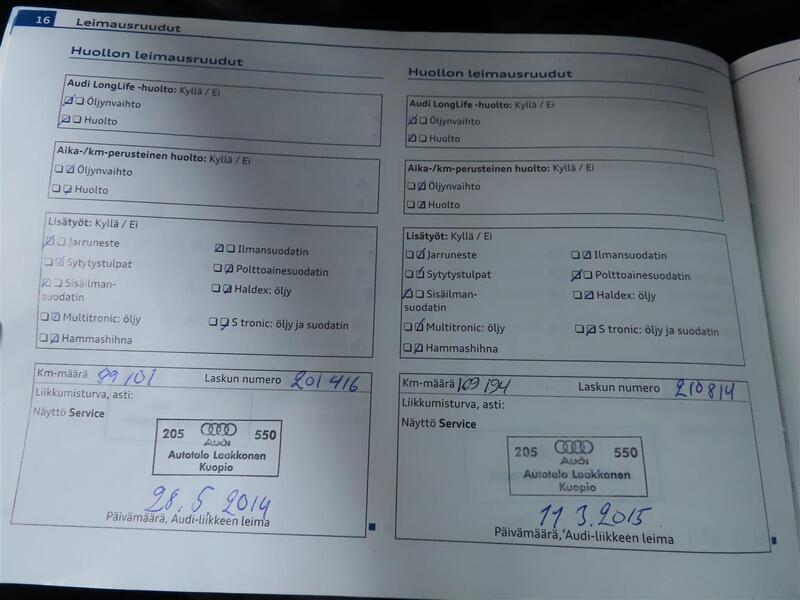 16 Leimausruudut
Huollon leimausruudut
Audi LongLife -huolto: Kyllä / Ei
Öljynvaihto
Huolto
Aika-/km-perusteinen huolto: Kyllä / Ei
Öljynvaihto
Huolto
Lisätyöt: Kyllä / Ei
Jarruneste
Ilmansuodatin
Sytytystulpat
Polttoainesuodatin
Sisäilman-
suodatin
Haldex: öljy
Multitronic: öljy
S tronic: öljy ja suodatin
Hammashihna
Km-määrä 89101 Laskun numero 201416
Liikkumisturva, asti:
Näyttö Service
205 550
Audi
Autotalo Laakkonen
Kuopio
28.5.2014
Päivämäärä, Audi-liikkeen leima
Huollon leimausruudut
Audi LongLife -huolto: Kyllä / Ei
Öljynvaihto
Huolto
Aika-/km-perusteinen huolto: Kyllä / Ei
Öljynvaihto
Huolto
Lisätyöt: Kyllä / Ei
Jarruneste
Ilmansuodatin
Sytytystulpat
Polttoainesuodatin
Sisäilman-
suodatin
Haldex: öljy
Multitronic: öljy
S tronic: öljy ja suodatin
Hammashihna
Km-määrä 109194 Laskun numero 210814
Liikkumisturva, asti:
Näyttö Service
205 550
Audi
Autotalo Laakkonen
Kuopio
11.3.2015
Päivämäärä, Audi-liikkeen leima